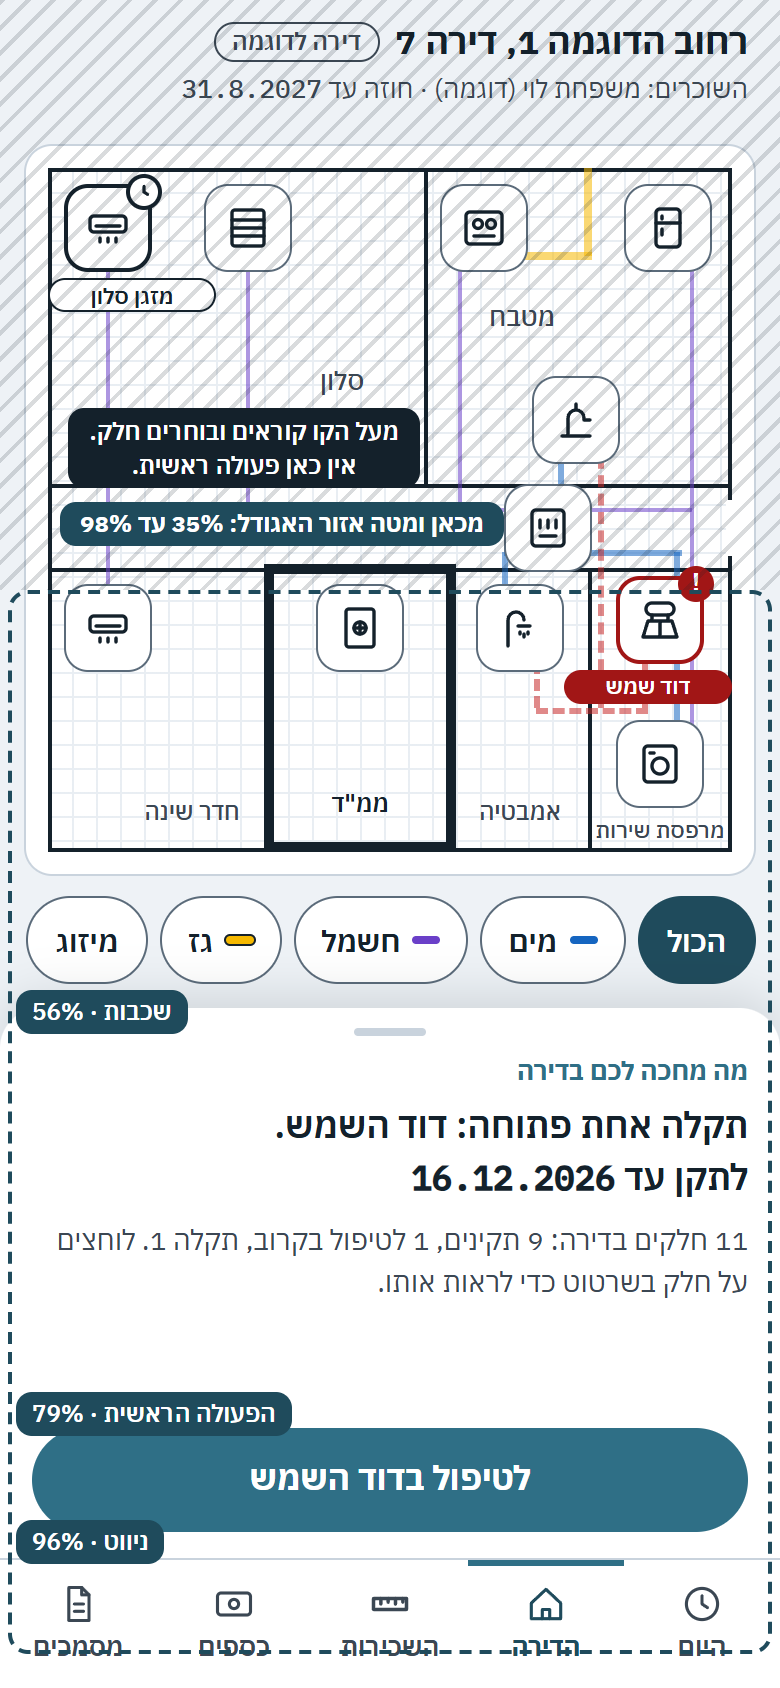 רחוב הדוגמה 1, דירה 7
דירה לדוגמה
השוכרים: משפחת לוי (דוגמה) · חוזה עד 31.8.2027
מזגן סלון
מטבח
סלון
מעל הקו קוראים ובוחרים חלק.
אין כאן פעולה ראשית.
מכאן ומטה אזור האגודל: 35% עד 98%
!
דוד שמש
חדר שינה
ממ"ד
אמבטיה
מרפסת שירות
הכול
מים
חשמל
גז
מיזוג
שכבות · 56%
מה מחכה לכם בדירה
תקלה אחת פתוחה: דוד השמש.
לתקן עד 16.12.2026
11 חלקים בדירה: 9 תקינים, 1 לטיפול בקרוב, תקלה 1. לוחצים
על חלק בשרטוט כדי לראות אותו.
הפעולה הראשית · 79%
לטיפול בדוד השמש
ניווט · 96%
היום
הדירה
השכירות
כספים
מסמכים